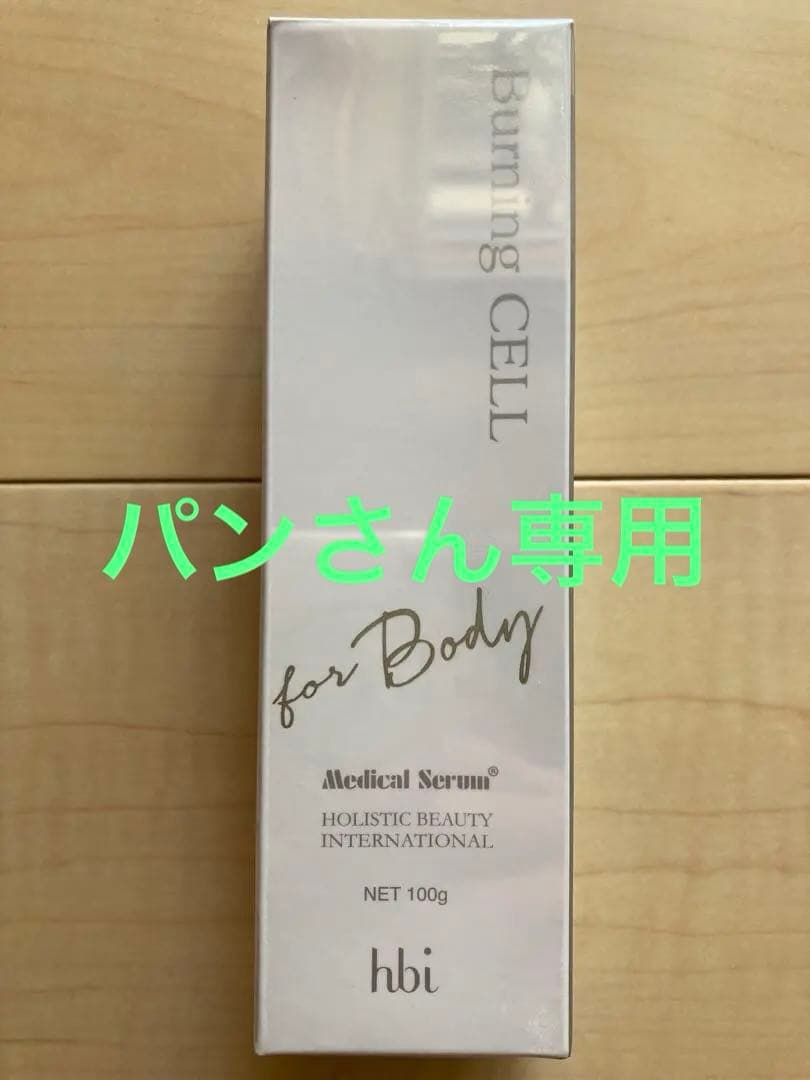 Burning CELL
パンさん専用
for Body
Medical Serum®
HOLISTIC BEAUTY
INTERNATIONAL
NET 100g
hbi